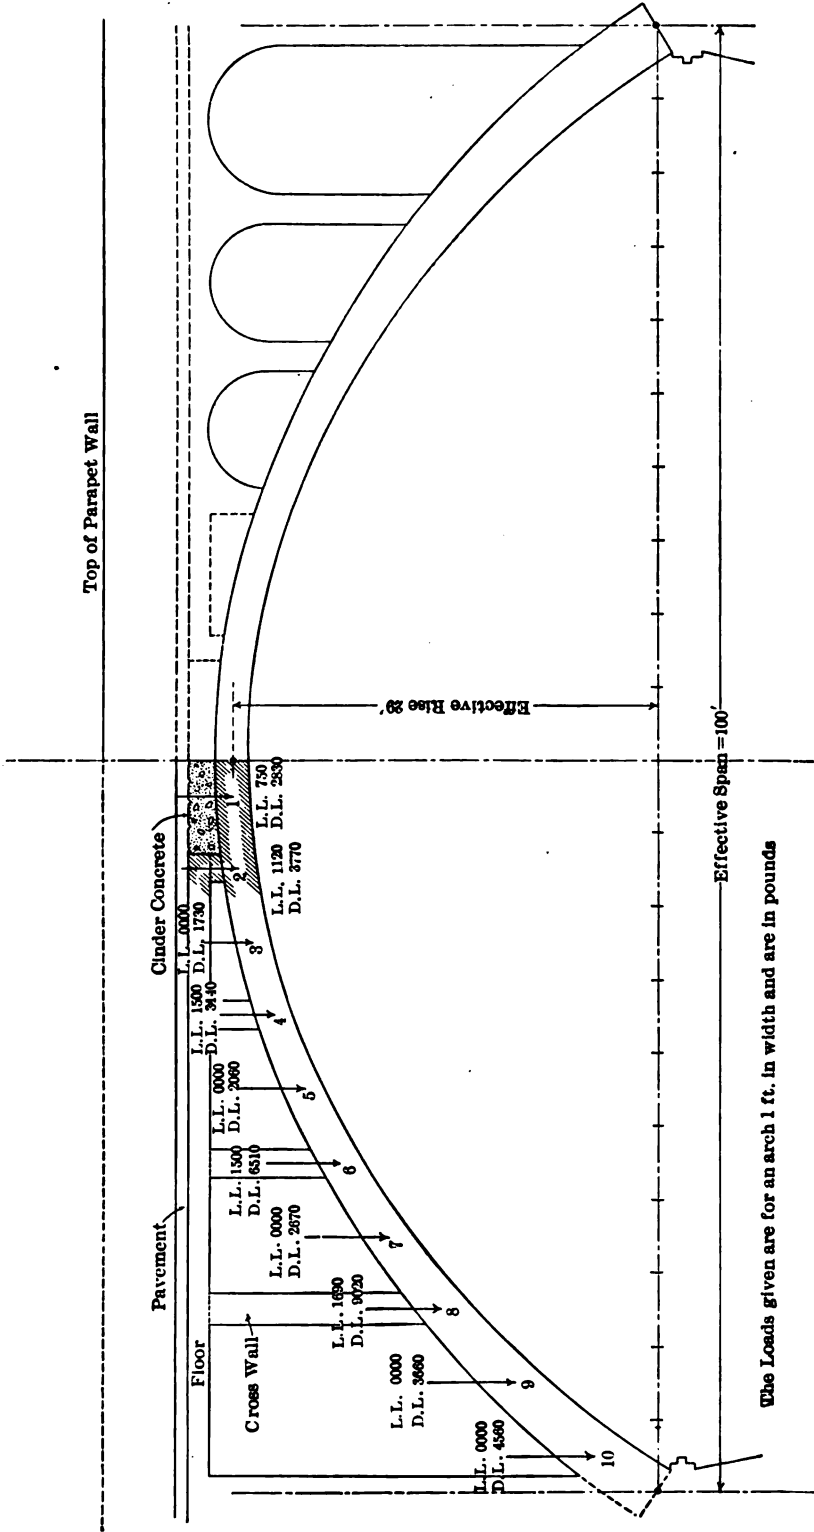 Top of Parapet Wall
Cinder Concrete
Pavement
Floor
Cross Wall
L.L. 0000
D.L. 4560
10
L.L. 0000
D.L. 3660
9
L.L. 1690
D.L. 9020
8
L.L. 0000
D.L. 2670
7
L.L. 1500
D.L. 6510
6
L.L. 0000
D.L. 2060
5
L.L. 1500
D.L. 3440
4
L.L. 0000
D.L. 1730
3
L.L. 1120
D.L. 3770
2
L.L. 750
D.L. 2830
1
Effective Rise 29'
Effective Span = 100'
The Loads given are for an arch 1 ft. in width and are in pounds